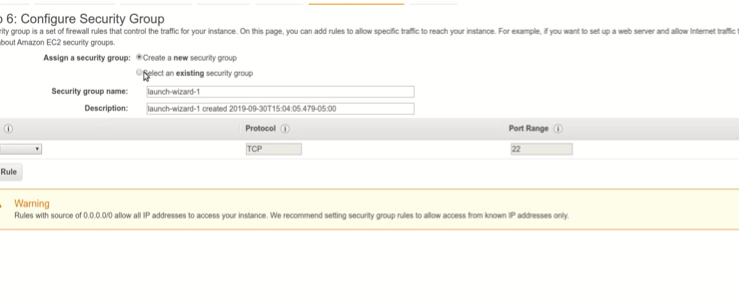 6: Configure Security Group
group is a set of firewall rules that control the traffic for your instance. On this page, you can add rules to allow specific traffic to reach your instance. For example, if you want to set up a web server and allow Internet traffic
about Amazon EC2 security groups.
Assign a security group: Create a new security group
Select an existing security group
Security group name: launch-wizard-1
Description: launch-wizard-1 created 2019-09-30T15:04:05.479-05:00
Protocol Port Range
TCP 22
Rule
Warning
Rules with source of 0.0.0.0/0 allow all IP addresses to access your instance. We recommend setting security group rules to allow access from known IP addresses only.